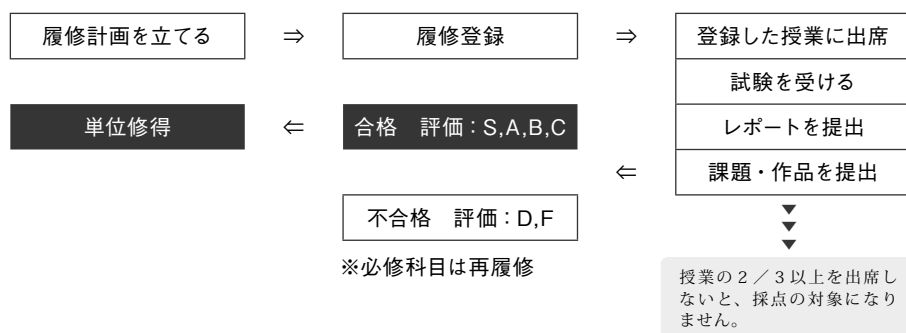 履修計画を立てる ⇒ 履修登録 ⇒ 登録した授業に出席
試験を受ける
レポートを提出
課題・作品を提出
⇐
合格 評価：S,A,B,C
⇐
単位修得
不合格 評価：D,F
※必修科目は再履修
▼
▼
▼
授業の２／３以上を出席し
ないと、採点の対象になり
ません。